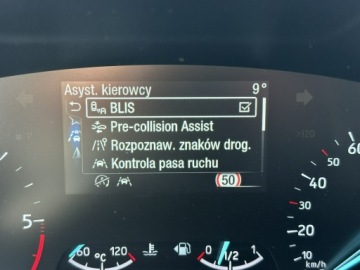 Asyst. kierowcy 9°
BLIS
Pre-collision Assist
Rozpoznaw. znaków drog.
Kontrola pasa ruchu
50
5
60 °C 120
0 1/2 1
60
50
40
30
20
10
km/h